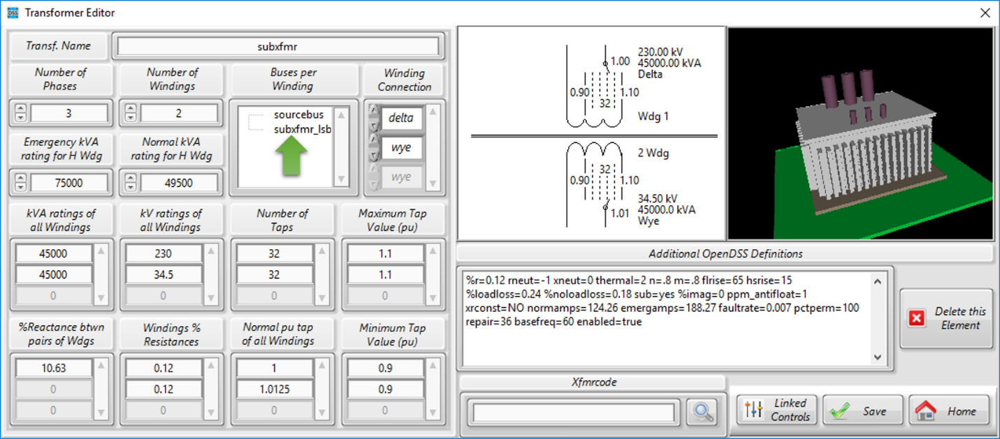 DSS Transformer Editor
Transf. Name
subxfmr
Number of
Phases
Number of
Windings
Buses per
Winding
Winding
Connection
3
2
sourcebus
subxfmr_lsb
delta
wye
wye
Emergency kVA
rating for H Wdg
Normal kVA
rating for H Wdg
75000
49500
kVA ratings of
all Windings
kV ratings of
all Windings
Number of
Taps
Maximum Tap
Value (pu)
45000
230
32
1.1
45000
34.5
32
1.1
0
0
0
0
%Reactance btwn
pairs of Wdgs
Windings %
Resistances
Normal pu tap
of all Windings
Minimum Tap
Value (pu)
10.63
0.12
1
0.9
0
0.12
1.0125
0.9
0
0
0
0
1.00
230.00 kV
45000.00 kVA
Delta
0.90
1.10
32
Wdg 1
2 Wdg
32
0.90
1.10
34.50 kV
45000.0 kVA
Wye
1.01
Additional OpenDSS Definitions
%r=0.12 rneut=-1 xneut=0 thermal=2 n=.8 m=.8 flrise=65 hsrise=15
%loadloss=0.24 %noloadloss=0.18 sub=yes %imag=0 ppm_antifloat=1
xrconst=NO normamps=124.26 emergamps=188.27 faultrate=0.007 pctperm=100
repair=36 basefreq=60 enabled=true
Delete this
Element
Xfmrcode
Linked
Controls
Save
Home